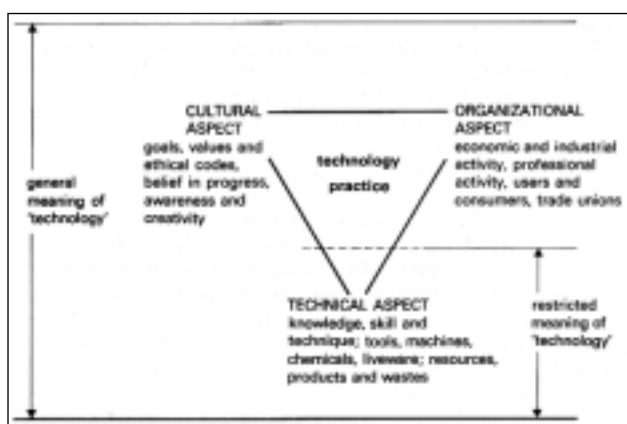 CULTURAL
ASPECT
goals, values and
ethical codes,
belief in progress,
awareness and
creativity
ORGANIZATIONAL
ASPECT
economic and industrial
activity, professional
activity, users and
consumers, trade unions
technology
practice
general
meaning of
'technology'
TECHNICAL ASPECT
knowledge, skill and
technique; tools, machines,
chemicals, liveware; resources,
products and wastes
restricted
meaning of
'technology'